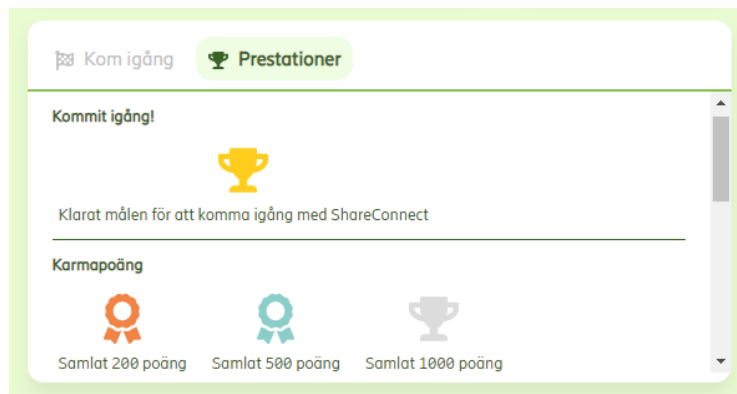 Kom igång Prestationer
Kommit igång!
Klarat målen för att komma igång med ShareConnect
Karmapoäng
Samlat 200 poäng Samlat 500 poäng Samlat 1000 poäng